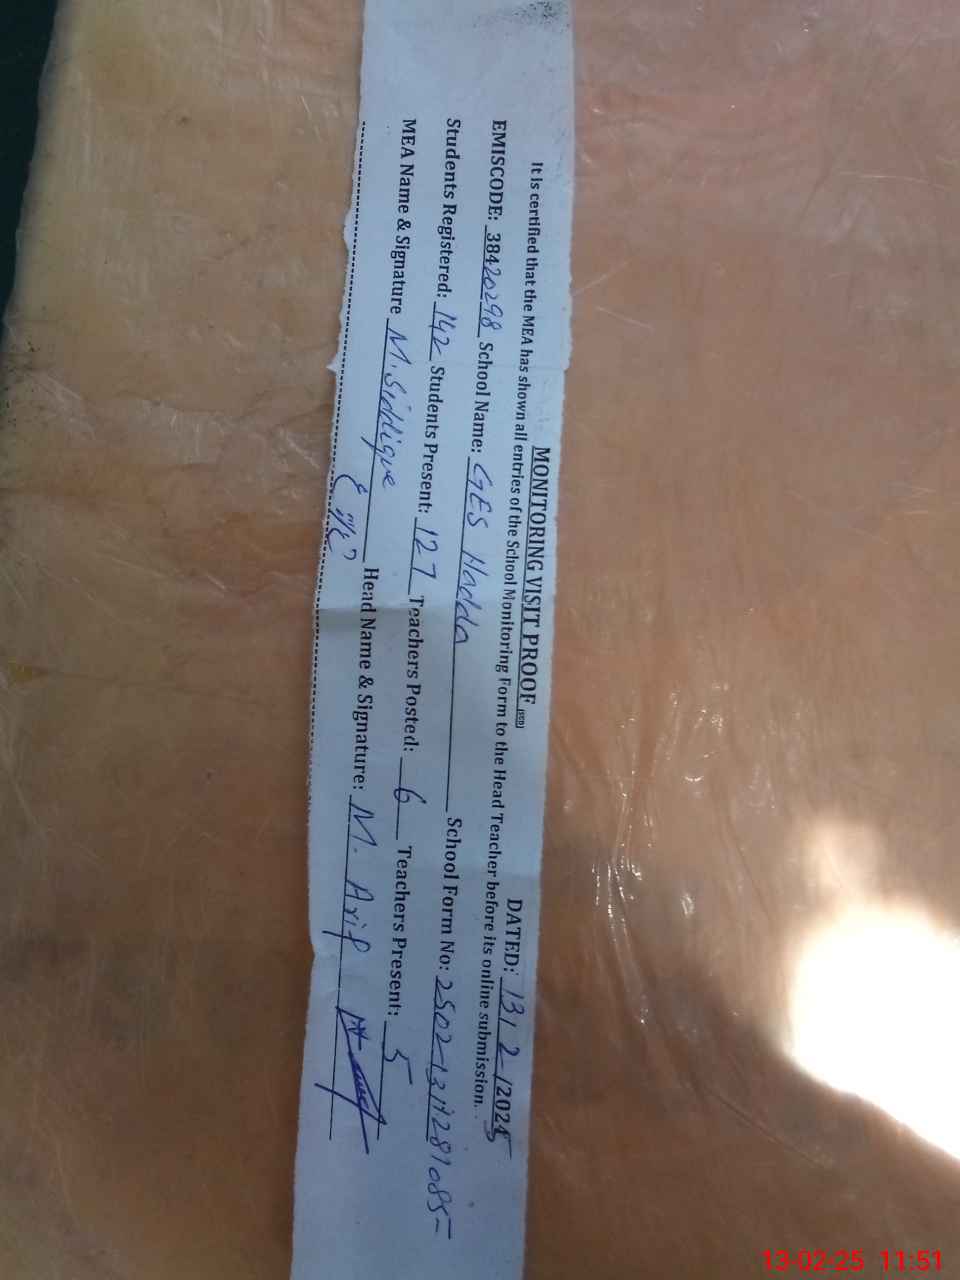 MONITORING VISIT PROOF (SED) DATED: 13/2/2025
It is certified that the MEA has shown all entries of the School Monitoring Form to the Head Teacher before its online submission.
EMISCODE: 38420298 School Name: GES Hadda School Form No: 2502-1311281085
Students Registered: 142 Students Present: 127 Teachers Posted: 6 Teachers Present: 5
MEA Name & Signature M. Siddique Head Name & Signature: M. Arif
13-02-25 11:51